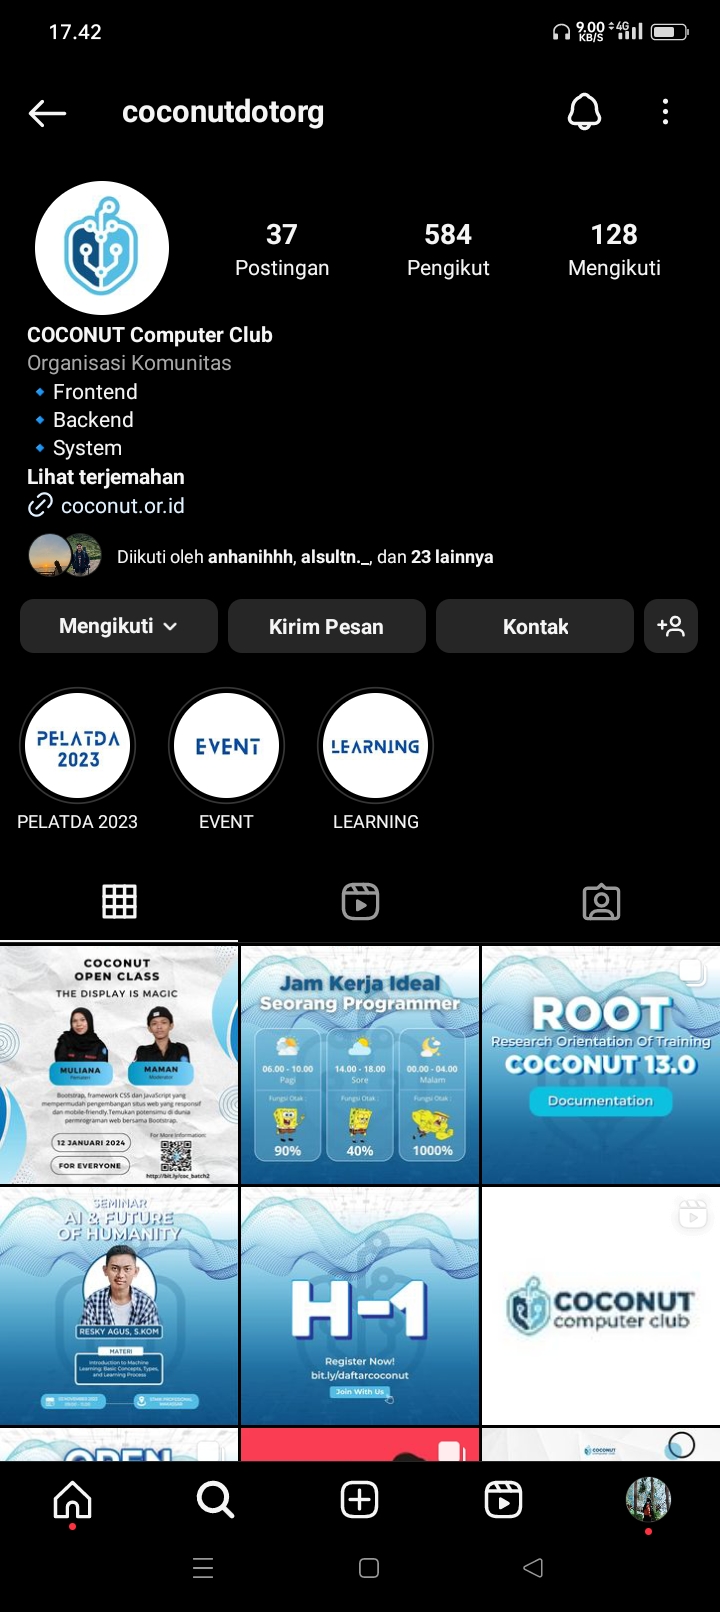 17.42
9.00
KB/S
4G
coconutdotorg
37
584
128
Postingan
Pengikut
Mengikuti
COCONUT Computer Club
Organisasi Komunitas
Frontend
Backend
System
Lihat terjemahan
coconut.or.id
Diikuti oleh anhanihhh, alsultn._, dan 23 lainnya
Mengikuti
Kirim Pesan
Kontak
PELATDA
2023
EVENT
LEARNING
PELATDA 2023
EVENT
LEARNING
COCONUT
OPEN CLASS
THE DISPLAY IS MAGIC
MULIANA
Pemateri
MAMAN
Moderator
Bootstrap, framework CSS dan JavaScript yang
mempermudah pengembangan situs web yang responsif
dan mobile-friendly.Temukan potensimu di dunia
pemrograman web bersama Bootstrap.
12 JANUARI 2024
FOR EVERYONE
For More Information:
http://bit.ly/coc_batch2
Jam Kerja Ideal
Seorang Programmer
06.00 - 10.00
Pagi
Fungsi Otak :
90%
14.00 - 18.00
Sore
Fungsi Otak :
40%
00.00 - 04.00
Malam
Fungsi Otak :
1000%
ROOT
Research Orientation Of Training
COCONUT 13.0
Documentation
SEMINAR
AI & FUTURE
OF HUMANITY
RESKY AGUS, S.KOM
MATERI
Introduction to Machine
Learning: Basic Concepts, Types,
and Learning Process
H-1
Register Now!
bit.ly/daftarcoconut
Join With Us
COCONUT
computer club
OPEN
COCONUT